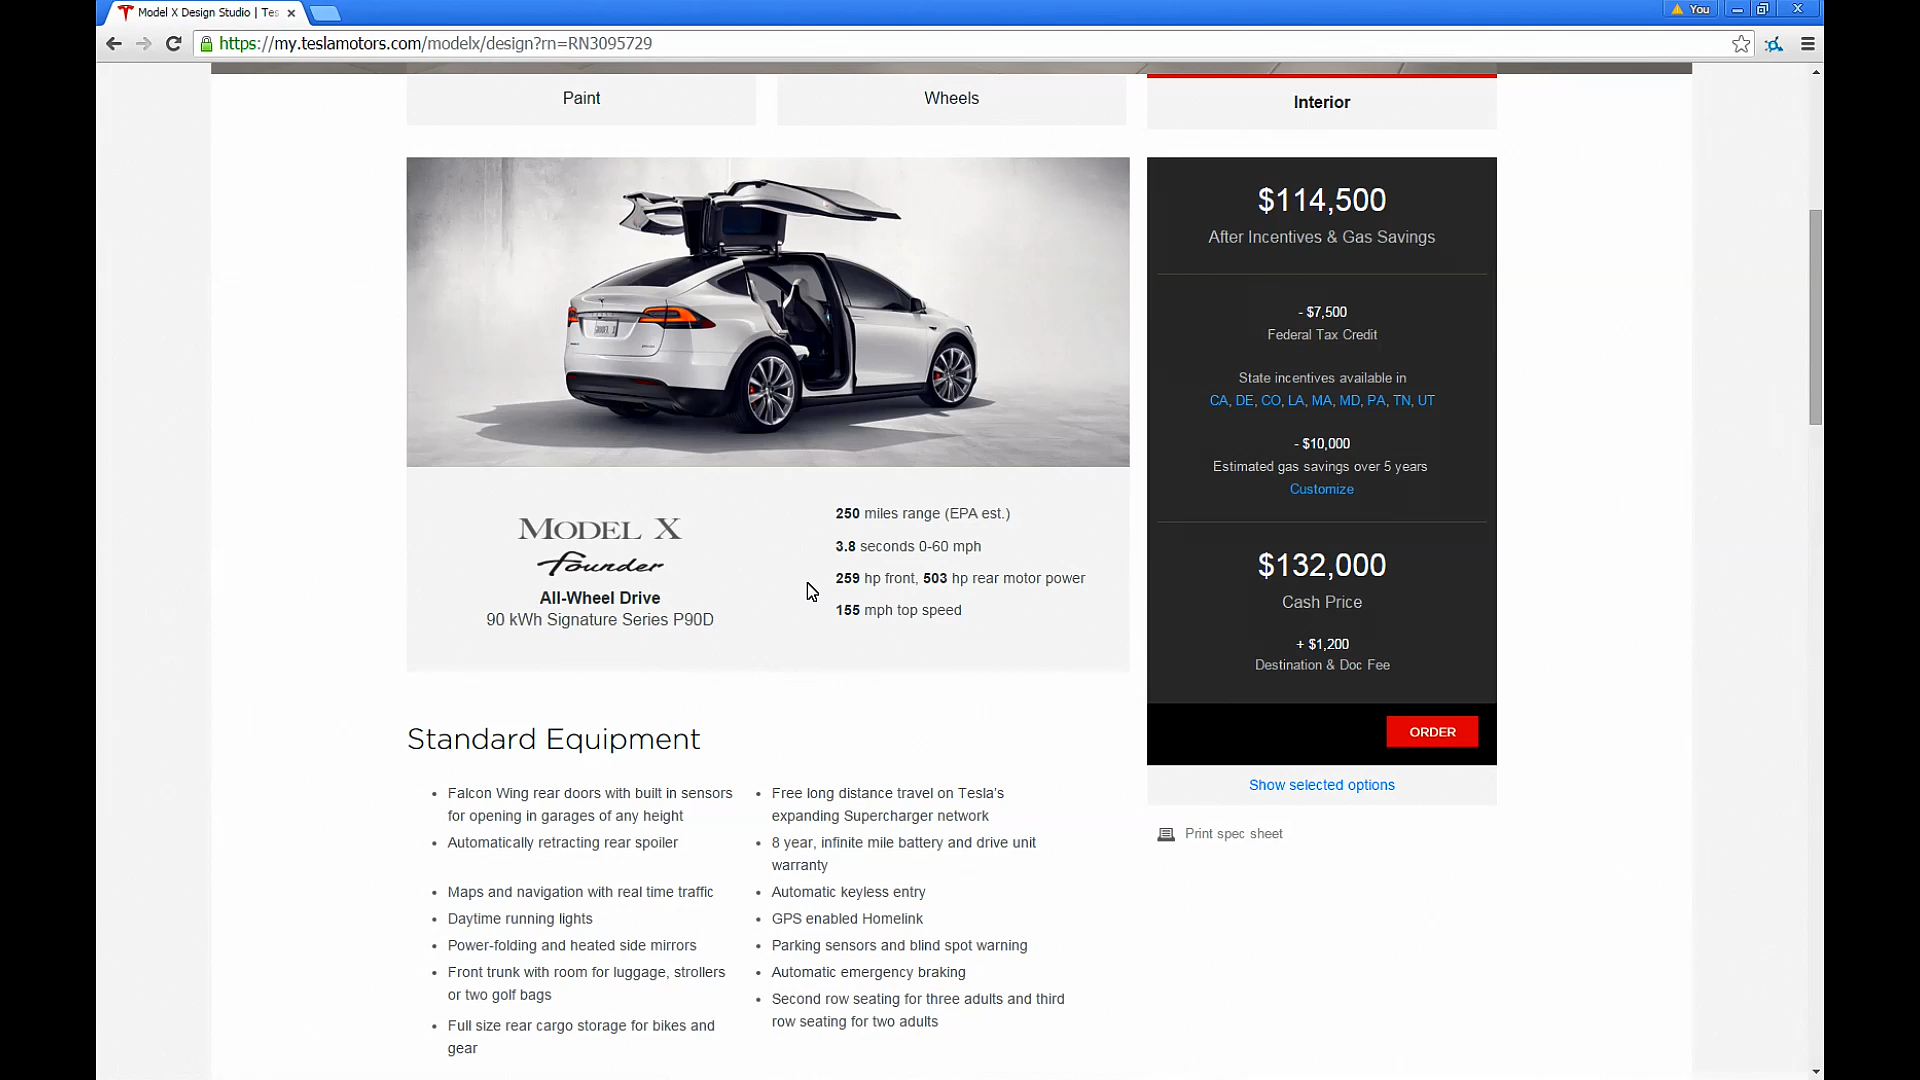 Model X Design Studio | Tes
You
https://my.teslamotors.com/modelx/design?rn=RN3095729
Paint
Wheels
Interior
MODEL X
Founder
All-Wheel Drive
90 kWh Signature Series P90D
250 miles range (EPA est.)
3.8 seconds 0-60 mph
259 hp front, 503 hp rear motor power
155 mph top speed
$114,500
After Incentives & Gas Savings
- $7,500
Federal Tax Credit
State incentives available in
CA, DE, CO, LA, MA, MD, PA, TN, UT
- $10,000
Estimated gas savings over 5 years
Customize
$132,000
Cash Price
+ $1,200
Destination & Doc Fee
ORDER
Show selected options
Print spec sheet
Standard Equipment
• Falcon Wing rear doors with built in sensors
for opening in garages of any height
• Automatically retracting rear spoiler
• Maps and navigation with real time traffic
• Daytime running lights
• Power-folding and heated side mirrors
• Front trunk with room for luggage, strollers
or two golf bags
• Full size rear cargo storage for bikes and
gear
• Free long distance travel on Tesla's
expanding Supercharger network
• 8 year, infinite mile battery and drive unit
warranty
• Automatic keyless entry
• GPS enabled Homelink
• Parking sensors and blind spot warning
• Automatic emergency braking
• Second row seating for three adults and third
row seating for two adults